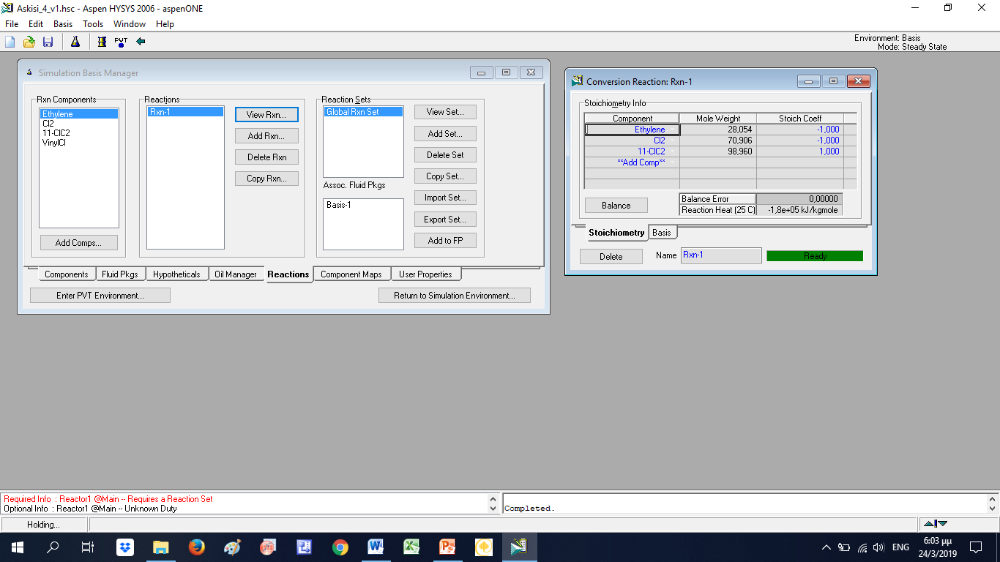 Askisi_4_v1.hsc - Aspen HYSYS 2006 - aspenONE
File Edit Basis Tools Window Help
PVT
Environment: Basis
Mode: Steady State
Simulation Basis Manager
Rxn Components
Ethylene
Cl2
11-ClC2
VinylCl
Add Comps...
Reactions
Rxn-1
View Rxn...
Add Rxn...
Delete Rxn
Copy Rxn...
Reaction Sets
Global Rxn Set
Assoc. Fluid Pkgs
Basis-1
View Set...
Add Set...
Delete Set
Copy Set...
Import Set...
Export Set...
Add to FP
Components Fluid Pkgs Hypotheticals Oil Manager Reactions Component Maps User Properties
Enter PVT Environment... Return to Simulation Environment...
Conversion Reaction: Rxn-1
Stoichiometry Info
Component Mole Weight Stoich Coeff
Ethylene 28,054 -1,000
Cl2 70,906 -1,000
11-ClC2 98,960 1,000
**Add Comp**
Balance
Balance Error 0,00000
Reaction Heat (25 C) -1,8e+05 kJ/kgmole
Stoichiometry Basis
Delete Name Rxn-1 Ready
Required Info : Reactor1 @Main -- Requires a Reaction Set
Optional Info : Reactor1 @Main -- Unknown Duty
Completed.
Holding...
ENG
6:03 μμ
24/3/2019